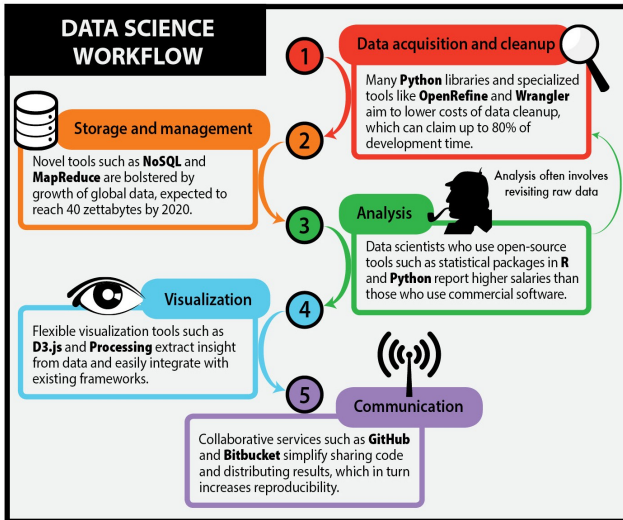 DATA SCIENCE
WORKFLOW
1
Data acquisition and cleanup
Many Python libraries and specialized
tools like OpenRefine and Wrangler
aim to lower costs of data cleanup,
which can claim up to 80% of
development time.
Storage and management
2
Novel tools such as NoSQL and
MapReduce are bolstered by
growth of global data, expected to
reach 40 zettabytes by 2020.
Analysis often involves
revisiting raw data
3
Analysis
Data scientists who use open-source
tools such as statistical packages in R
and Python report higher salaries than
those who use commercial software.
Visualization
4
Flexible visualization tools such as
D3.js and Processing extract insight
from data and easily integrate with
existing frameworks.
5
Communication
Collaborative services such as GitHub
and Bitbucket simplify sharing code
and distributing results, which in turn
increases reproducibility.